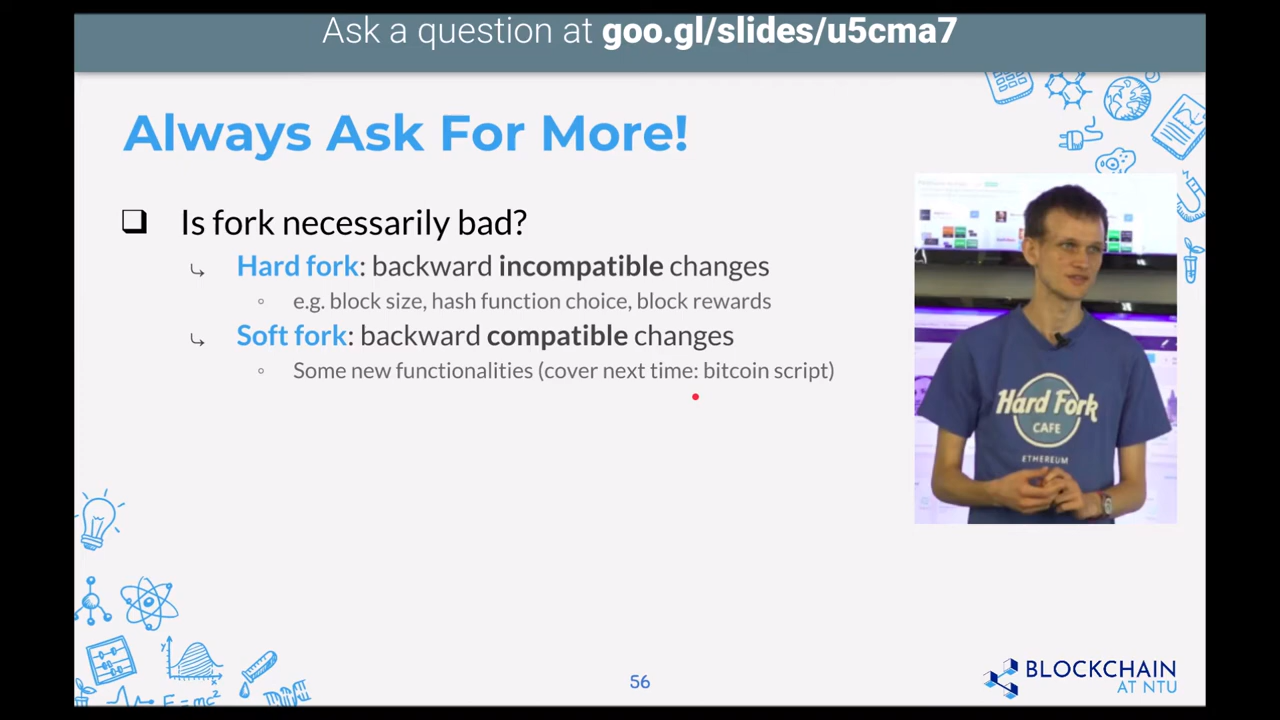 Ask a question at goo.gl/slides/u5cma7
Always Ask For More!
Is fork necessarily bad?
Hard fork: backward incompatible changes
e.g. block size, hash function choice, block rewards
Soft fork: backward compatible changes
Some new functionalities (cover next time: bitcoin script)
Hard Fork
CAFE
ETHEREUM
y
x
E=mc²
56
BLOCKCHAIN
AT NTU